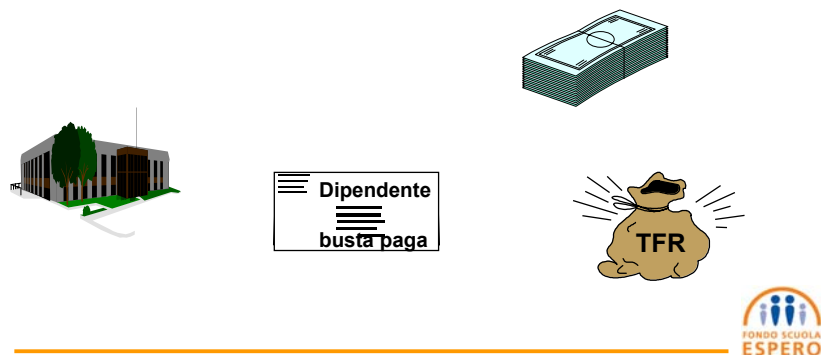 Dipendente
busta paga
TFR
FONDO SCUOLA
ESPERO